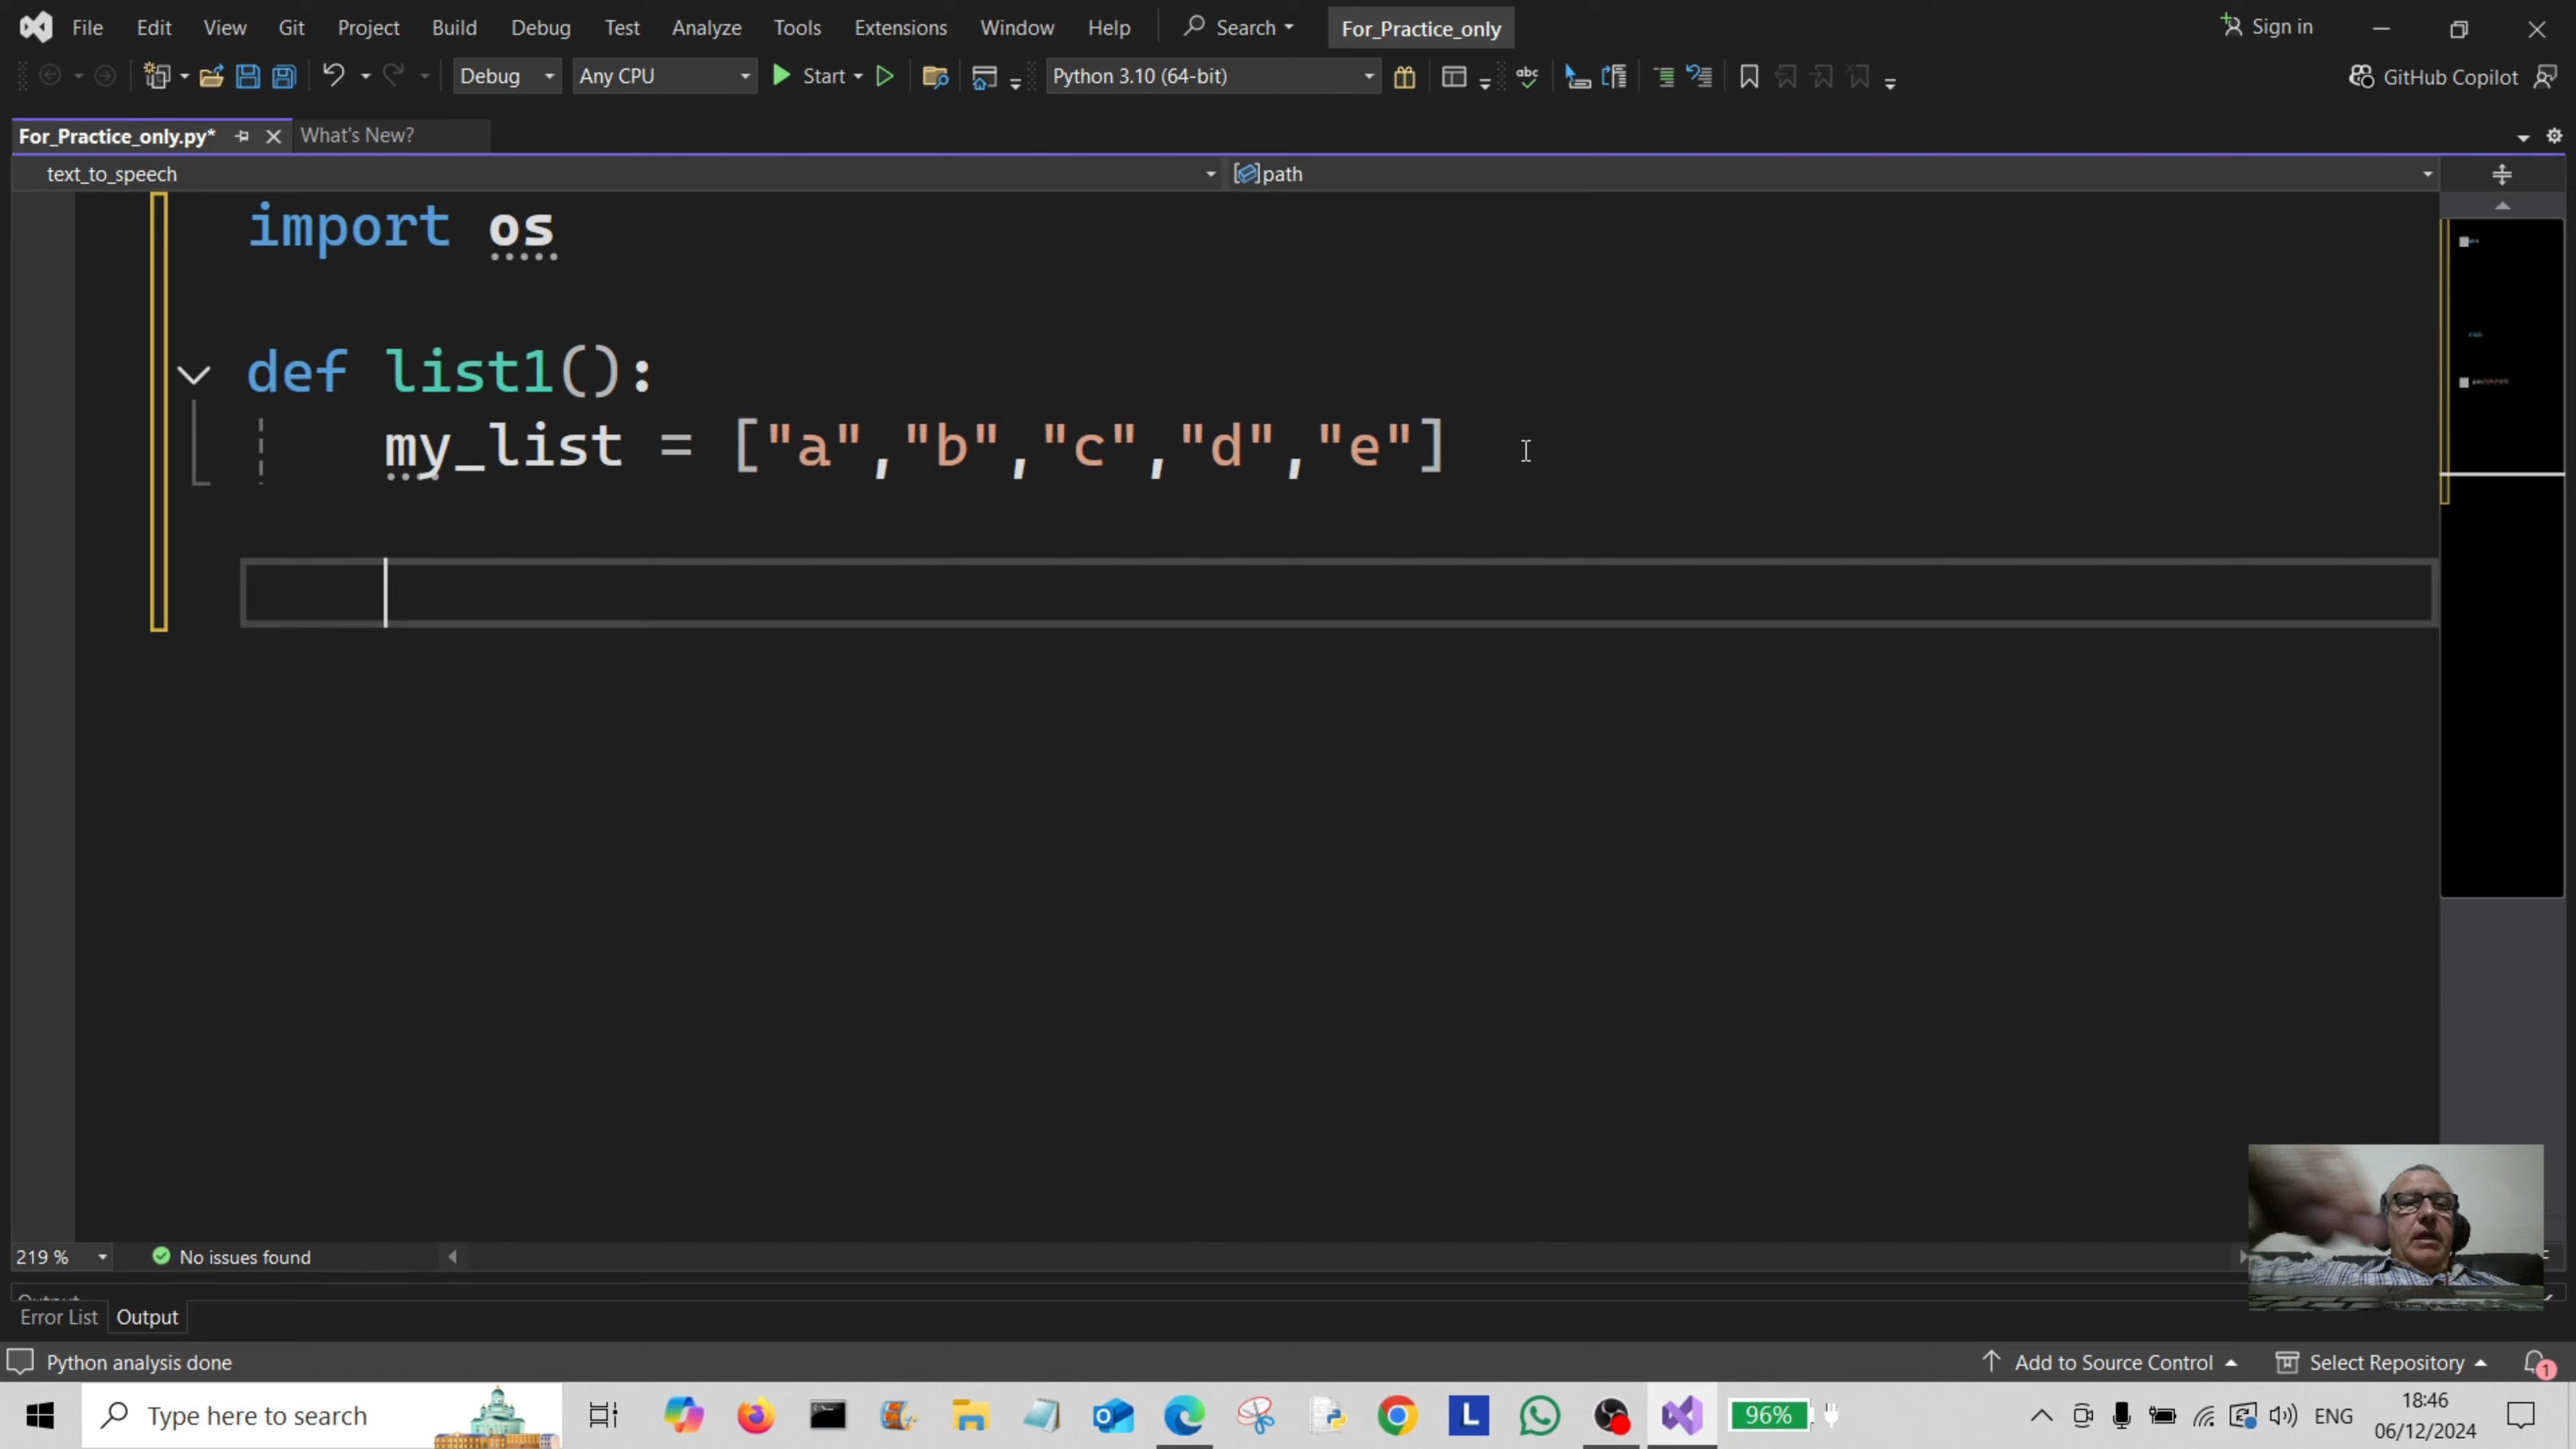 File Edit View Git Project Build Debug Test Analyze Tools Extensions Window Help Search For_Practice_only Sign in
Debug Any CPU Start Python 3.10 (64-bit) abc GitHub Copilot
For_Practice_only.py* What's New?
text_to_speech path
import os
def list1():
my_list = ["a","b","c","d","e"]
219 % No issues found
Output
Error List Output
Python analysis done Add to Source Control Select Repository 1
Type here to search L 96% ENG 18:46
06/12/2024